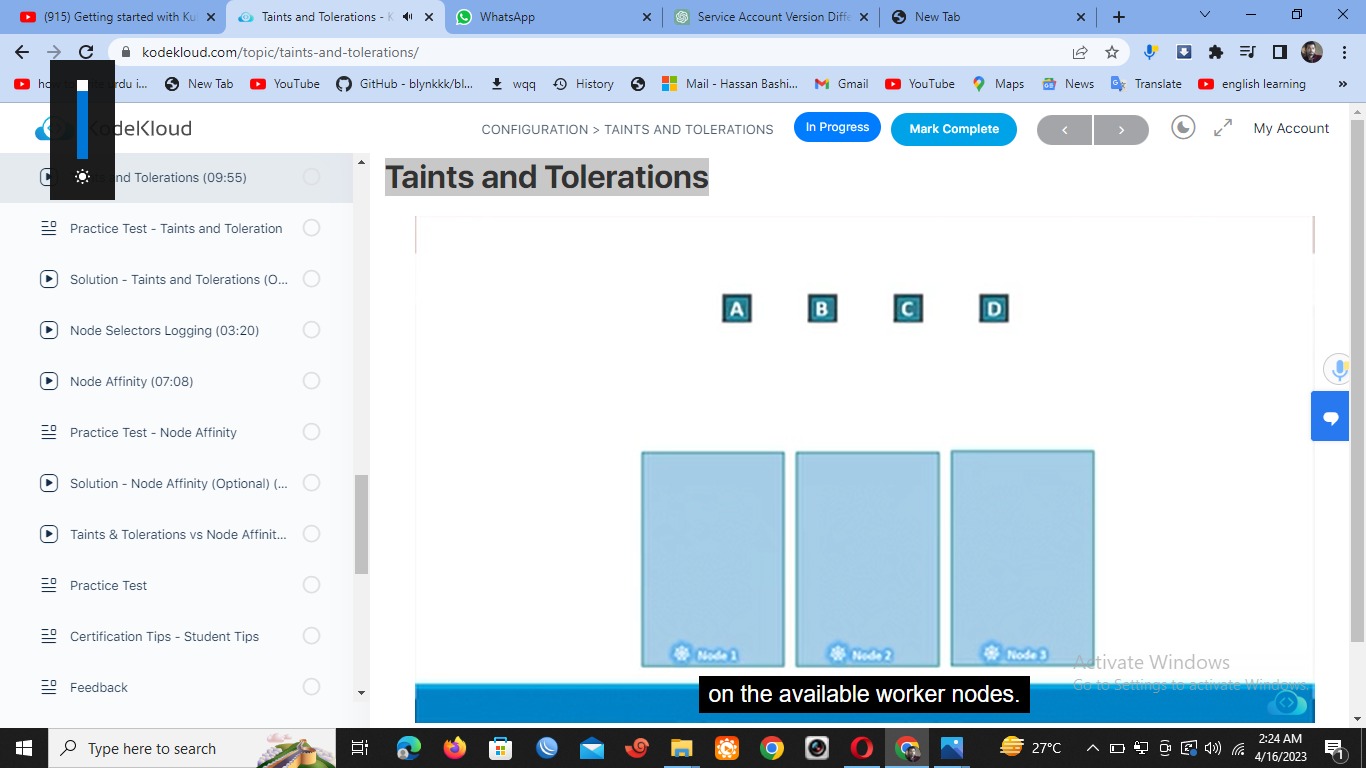 (915) Getting started with Ku
Taints and Tolerations - K
WhatsApp
Service Account Version Diffe
New Tab
kodekloud.com/topic/taints-and-tolerations/
urdu i...
New Tab
YouTube
GitHub - blynkkk/bl...
wqq
History
Mail - Hassan Bashi...
Gmail
YouTube
Maps
News
Translate
english learning
»
KodeKloud
CONFIGURATION > TAINTS AND TOLERATIONS
In Progress
Mark Complete
<
>
My Account
and Tolerations (09:55)
Practice Test - Taints and Toleration
Solution - Taints and Tolerations (O...
Node Selectors Logging (03:20)
Node Affinity (07:08)
Practice Test - Node Affinity
Solution - Node Affinity (Optional) (...
Taints & Tolerations vs Node Affinit...
Practice Test
Certification Tips - Student Tips
Feedback
Taints and Tolerations
A B C D
Node 1
Node 2
Node 3
Activate Windows
Go to Settings to activate Windows.
on the available worker nodes.
Type here to search
27°C
2:24 AM
4/16/2023
1